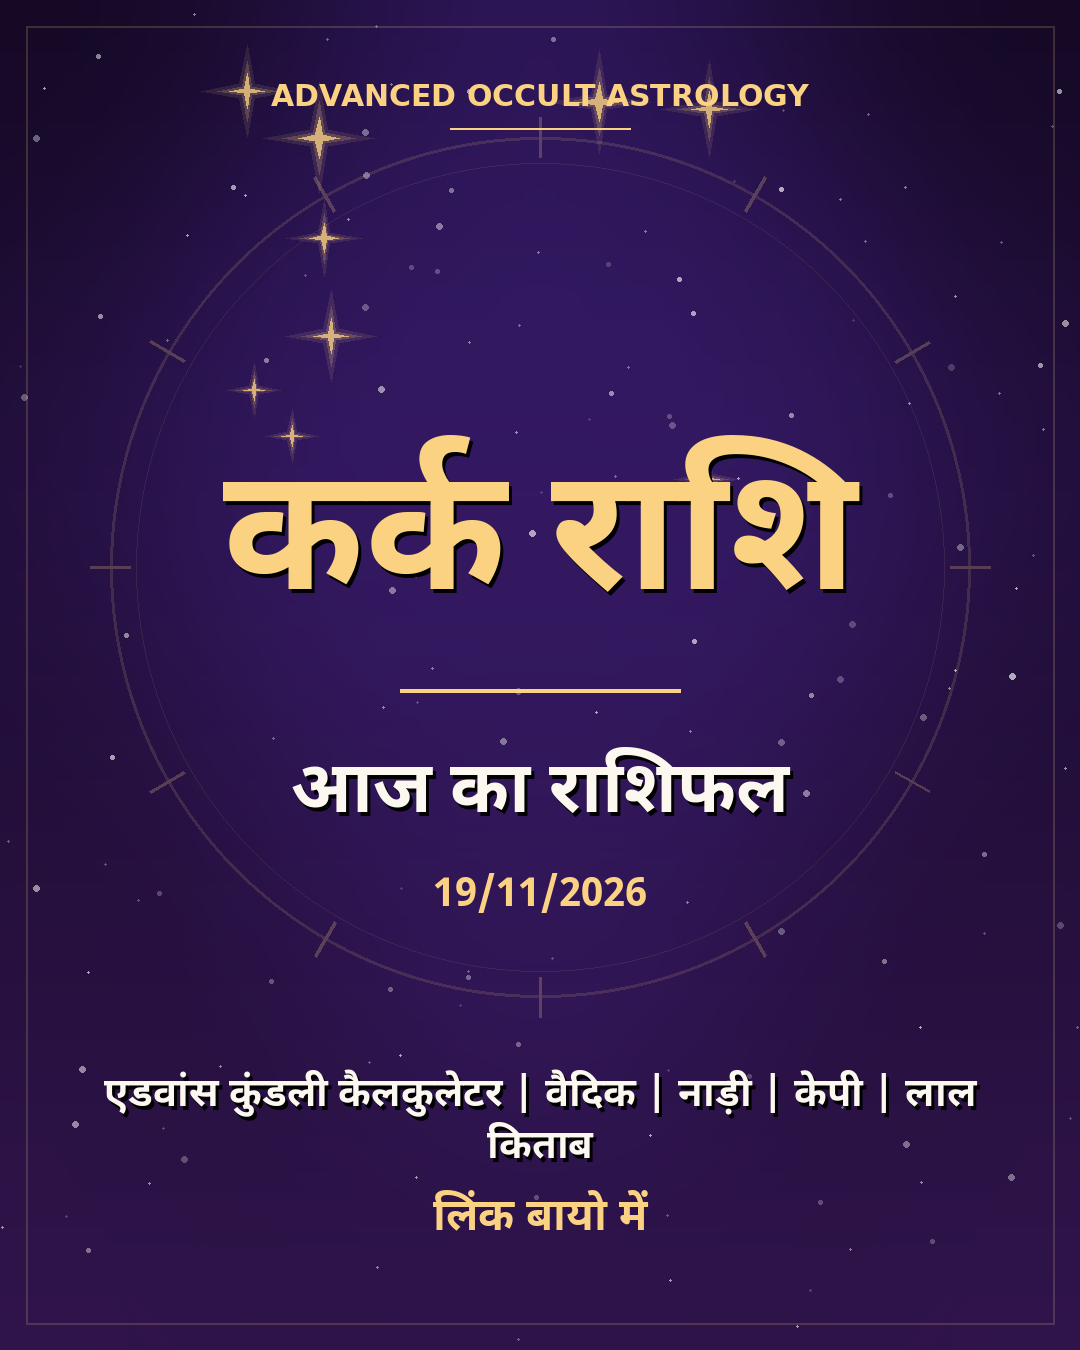 ADVANCED OCCULT ASTROLOGY
कर्क राशि
आज का राशिफल
19/11/2026
एडवांस कुंडली कैलकुलेटर | वैदिक | नाड़ी | केपी | लाल
किताब
लिंक बायो में